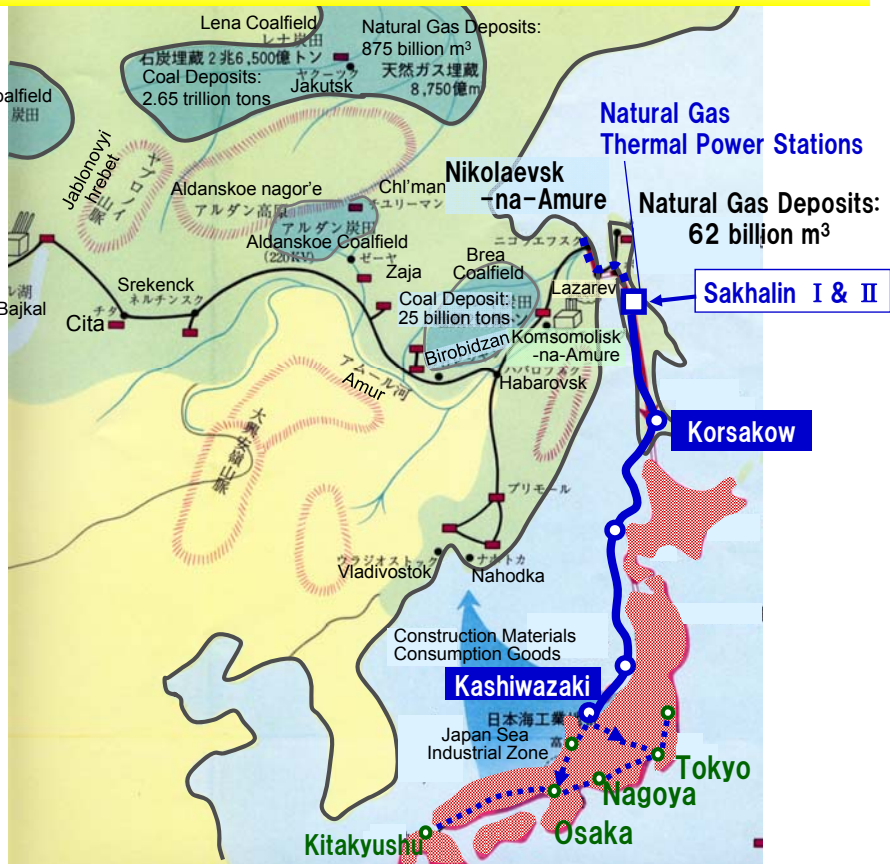 Lena Coalfield
レナ炭田
石炭埋蔵2兆6,500億トン
Coal Deposits:
2.65 trillion tons
ヤクーツク
Jakutsk
Natural Gas Deposits:
875 billion m³
天然ガス埋蔵
8,750億m
oalfield
炭田
Jablonovyi
hrebet
ヤブロノイ山脈
Aldanskoe nagor'e
アルダン高原
Chl'man
チユリーマン
アルダン炭田
Aldanskoe Coalfield
(220KV)
ゼーヤ
Zaja
Nikolaevsk
-na-Amure
ニコラエフスク
Natural Gas
Thermal Power Stations
Natural Gas Deposits:
62 billion m³
Lazarev
Sakhalin Ⅰ & Ⅱ
Brea
Coalfield
炭田
Coal Deposit:
25 billion tons
トン
Komsomolisk
-na-Amure
Birobidzan
ハバロフスク
Habarovsk
Srekenck
ネルチンスク
ル湖
Bajkal
チタ
Cita
アムール河
Amur
大興安嶺山脈
Korsakow
プリモール
ウラジオストック
Vladivostok
ナホトカ
Nahodka
Construction Materials
Consumption Goods
Kashiwazaki
日本海工業
Japan Sea
Industrial Zone
富
Tokyo
Nagoya
Osaka
Kitakyushu